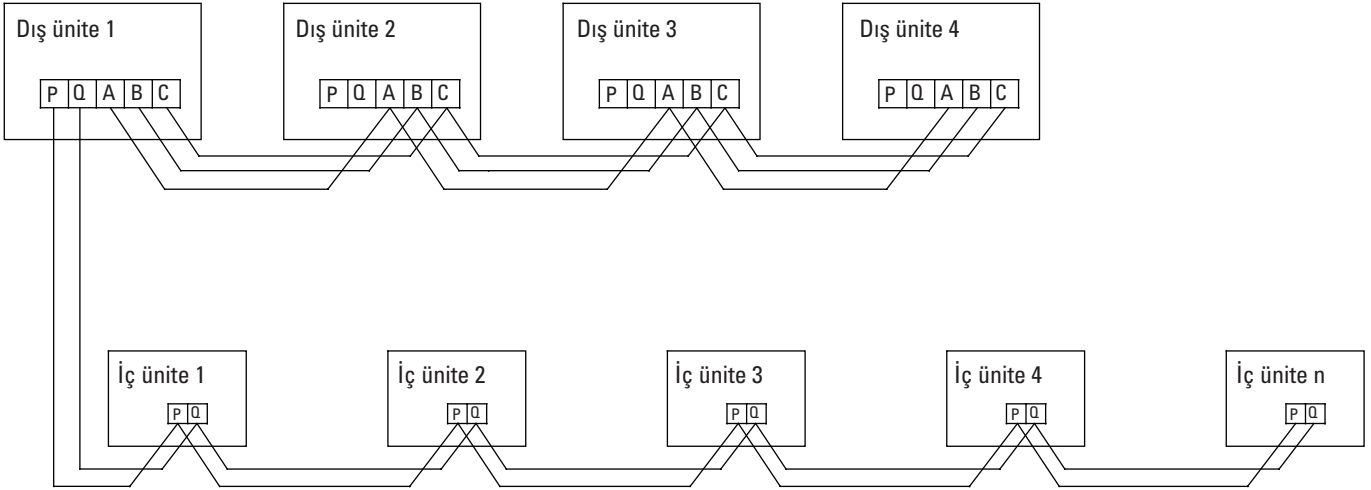 Dış ünite 1
Dış ünite 2
Dış ünite 3
Dış ünite 4
P Q A B C
P Q A B C
P Q A B C
P Q A B C
İç ünite 1
İç ünite 2
İç ünite 3
İç ünite 4
İç ünite n
P Q
P Q
P Q
P Q
P Q